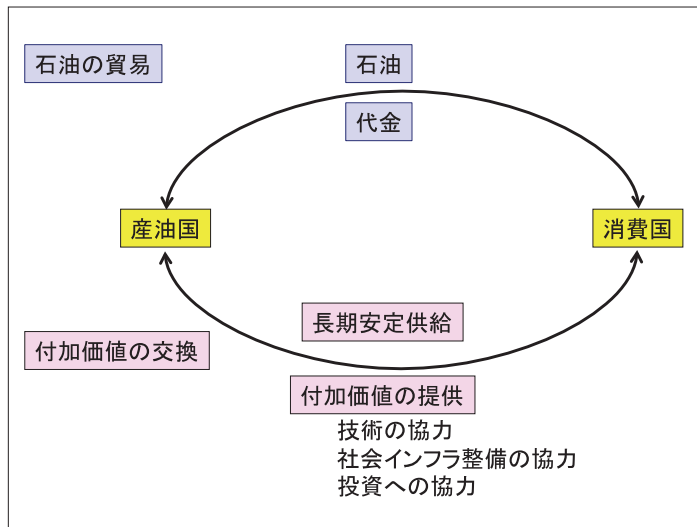 石油の貿易
石油
代金
産油国
消費国
長期安定供給
付加価値の交換
付加価値の提供
技術の協力
社会インフラ整備の協力
投資への協力